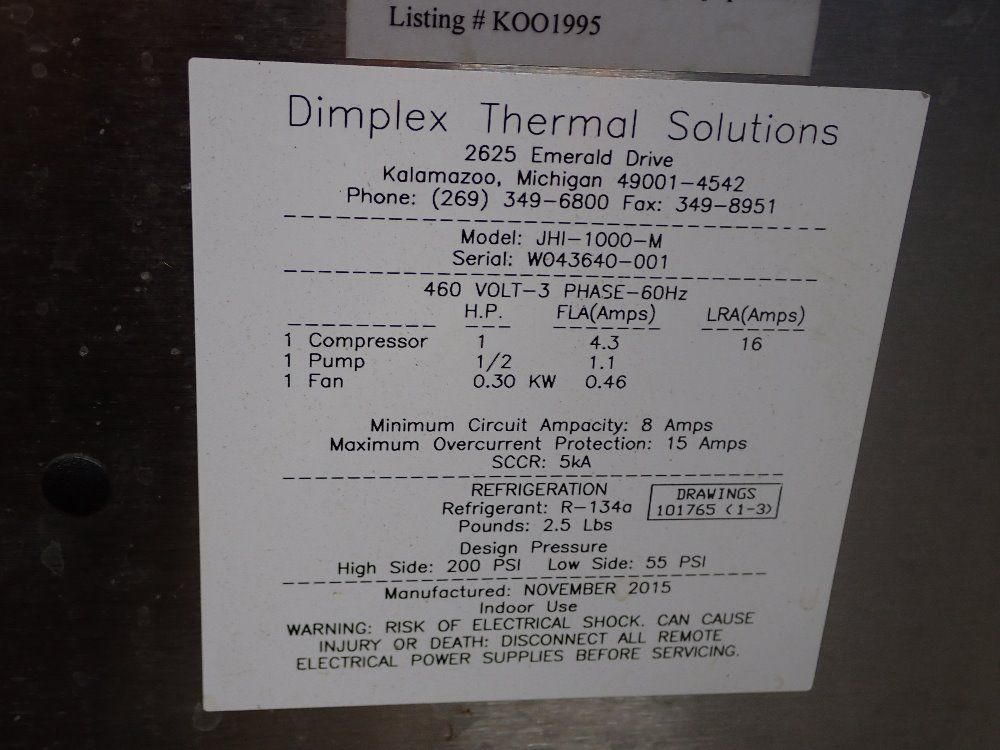 Listing # KOO1995
Dimplex Thermal Solutions
2625 Emerald Drive
Kalamazoo, Michigan 49001-4542
Phone: (269) 349-6800 Fax: 349-8951
Model: JHI-1000-M
Serial: W043640-001
460 VOLT-3 PHASE-60Hz
H.P. FLA(Amps) LRA(Amps)
1 Compressor 1 4.3 16
1 Pump 1/2 1.1
1 Fan 0.30 KW 0.46
Minimum Circuit Ampacity: 8 Amps
Maximum Overcurrent Protection: 15 Amps
SCCR: 5kA
REFRIGERATION
Refrigerant: R-134a
Pounds: 2.5 Lbs
DRAWINGS
101765 (1-3)
Design Pressure
High Side: 200 PSI Low Side: 55 PSI
Manufactured: NOVEMBER 2015
Indoor Use
WARNING: RISK OF ELECTRICAL SHOCK. CAN CAUSE
INJURY OR DEATH: DISCONNECT ALL REMOTE
ELECTRICAL POWER SUPPLIES BEFORE SERVICING.